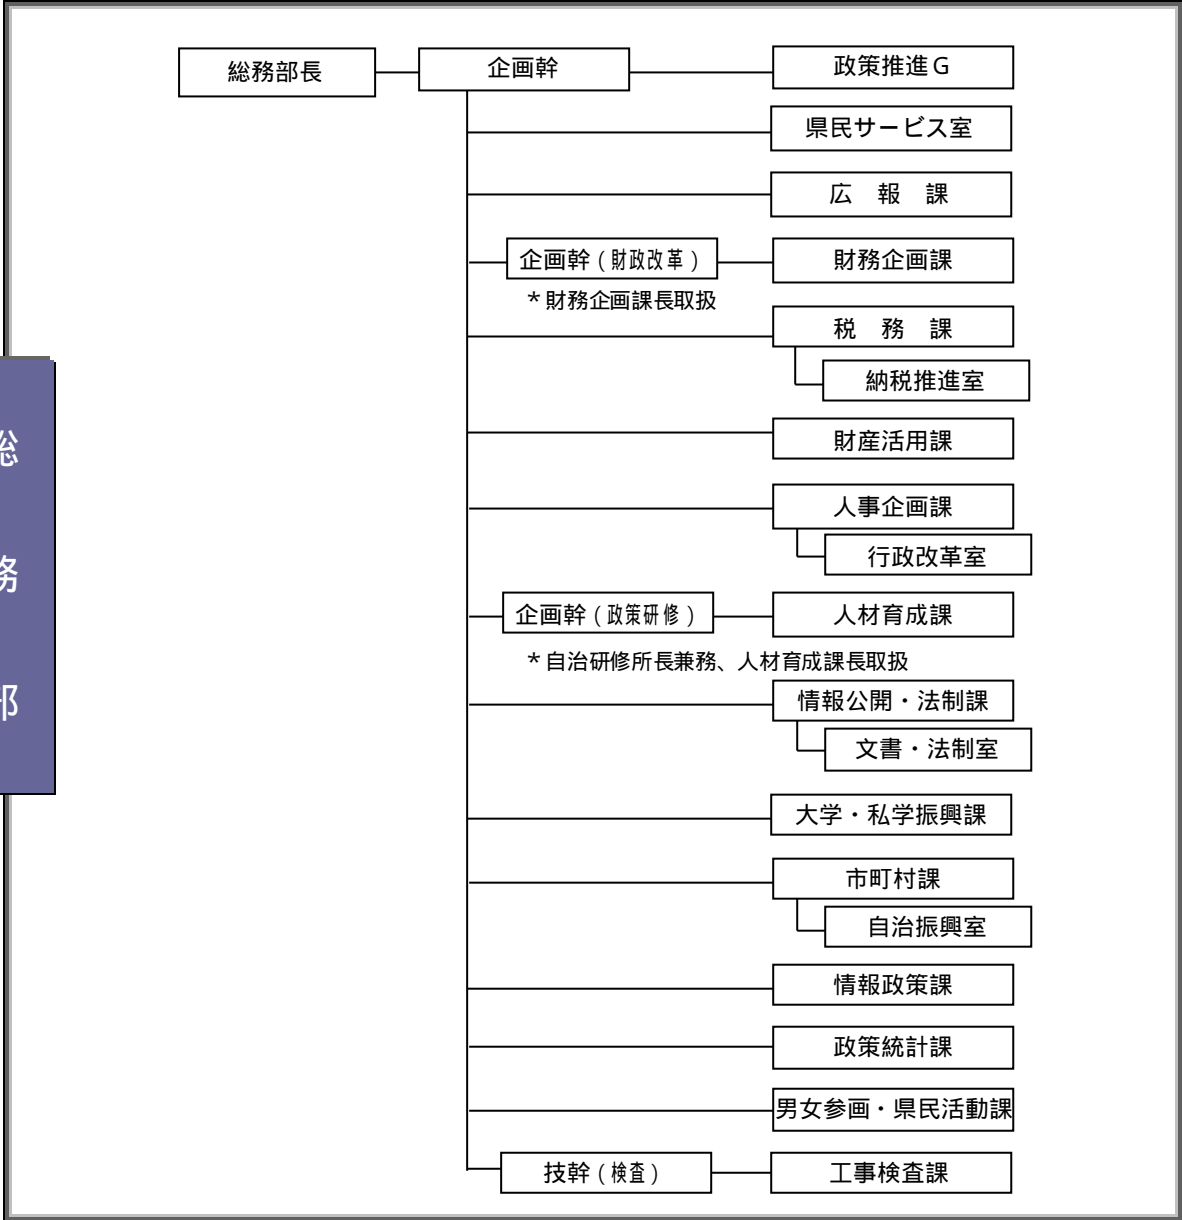 総務部長
企画幹
政策推進Ｇ
県民サービス室
広　報　課
企画幹（財政改革）
財務企画課
＊財務企画課長取扱
税　務　課
納税推進室
財産活用課
人事企画課
行政改革室
企画幹（政策研修）
人材育成課
＊自治研修所長兼務、人材育成課長取扱
情報公開・法制課
文書・法制室
大学・私学振興課
市町村課
自治振興室
情報政策課
政策統計課
男女参画・県民活動課
技幹（検査）
工事検査課
総
務
部